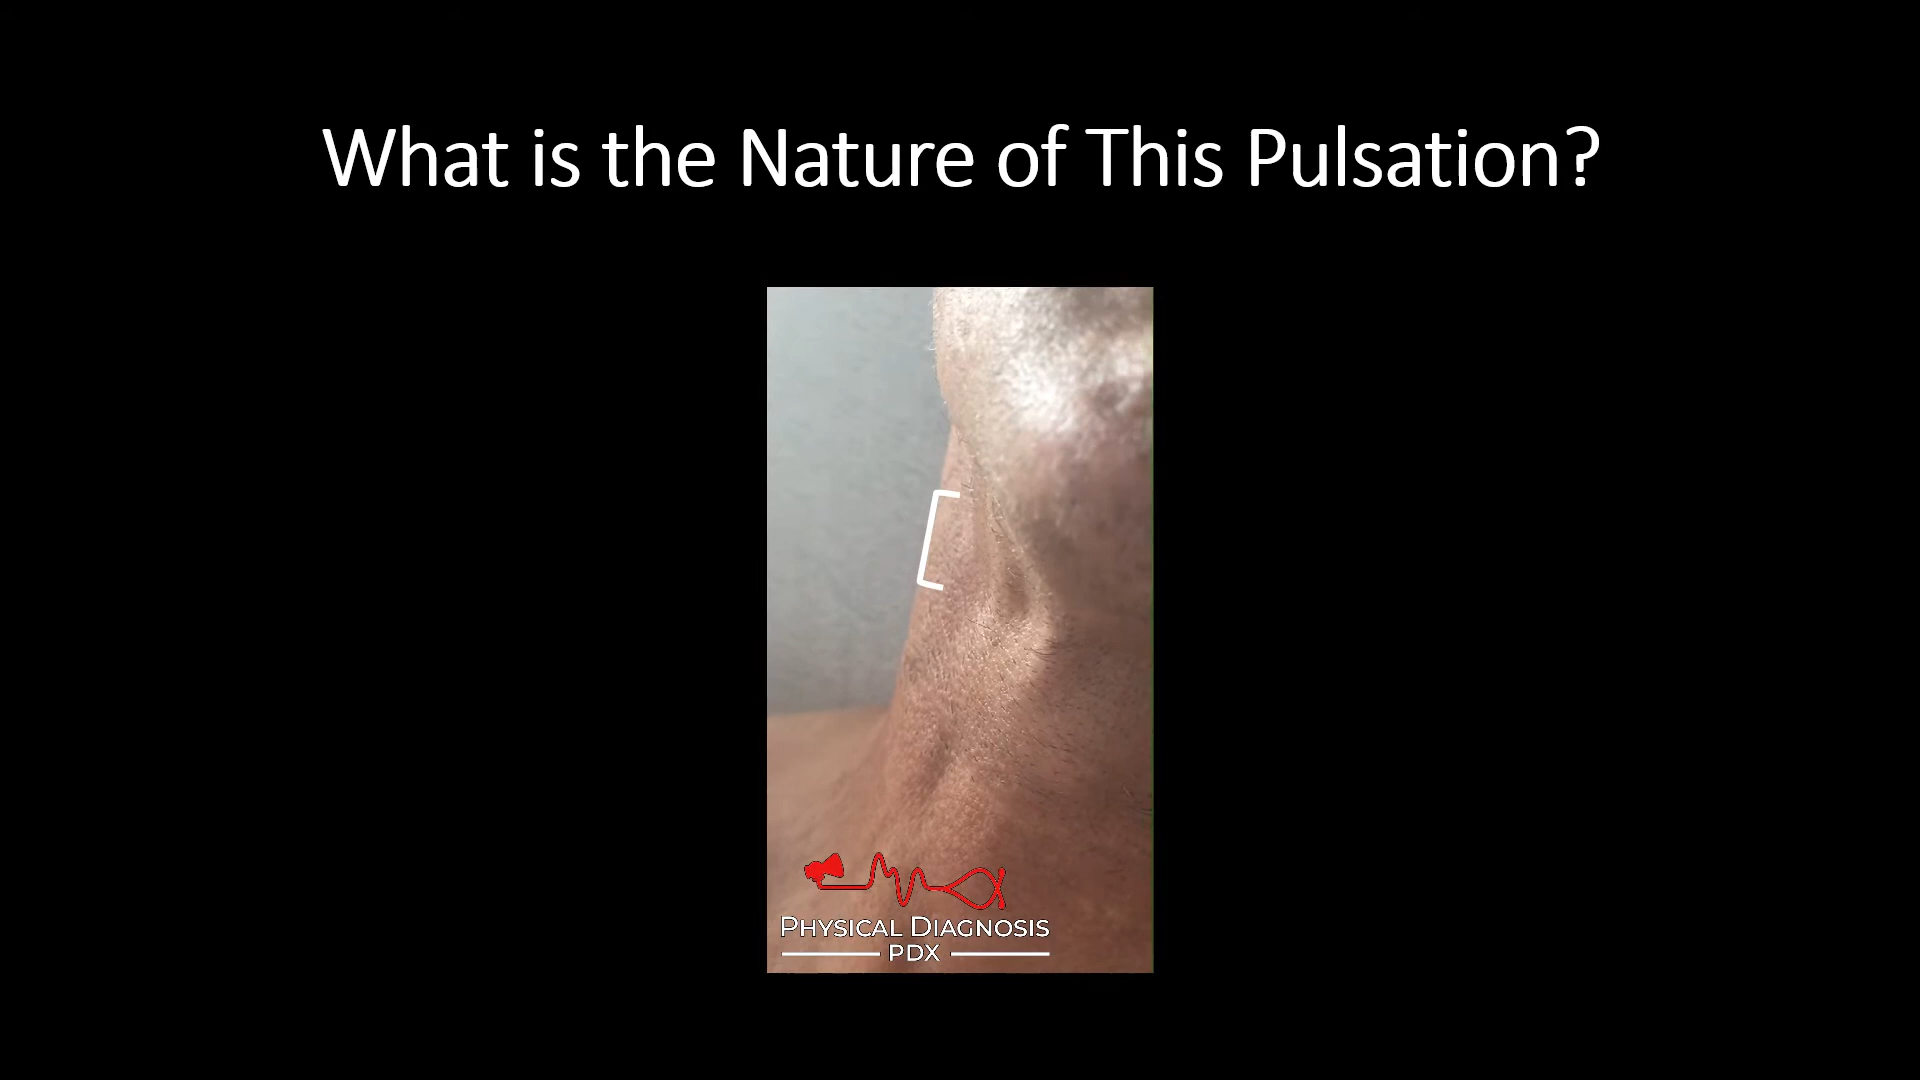 What is the Nature of This Pulsation?
PHYSICAL DIAGNOSIS
PDX